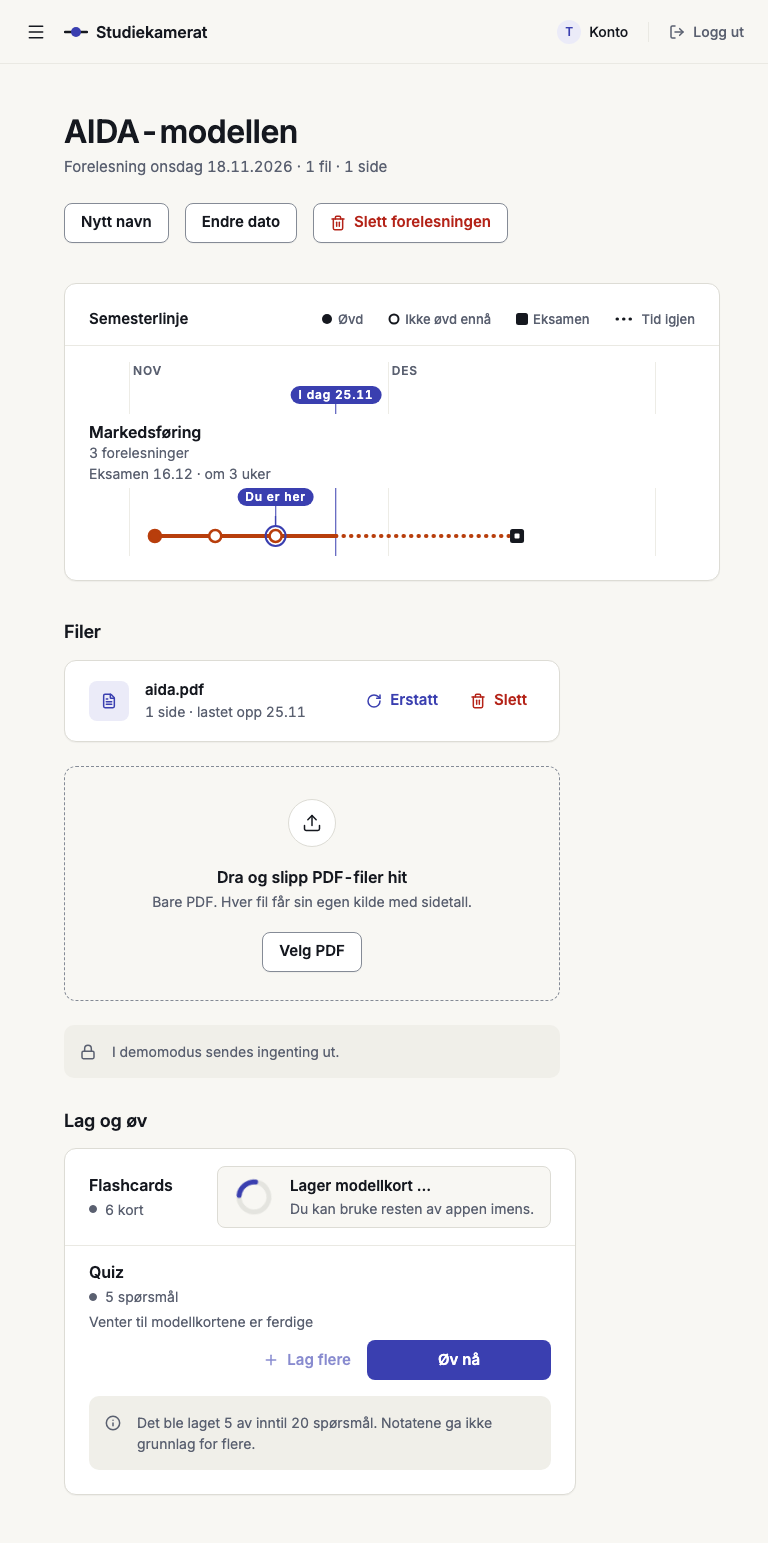 Studiekamerat
T Konto
Logg ut
AIDA-modellen
Forelesning onsdag 18.11.2026 · 1 fil · 1 side
Nytt navn
Endre dato
Slett forelesningen
Semesterlinje
Øvd
Ikke øvd ennå
Eksamen
Tid igjen
NOV
DES
I dag 25.11
Markedsføring
3 forelesninger
Eksamen 16.12 · om 3 uker
Du er her
Filer
aida.pdf
1 side · lastet opp 25.11
Erstatt
Slett
Dra og slipp PDF-filer hit
Bare PDF. Hver fil får sin egen kilde med sidetall.
Velg PDF
I demomodus sendes ingenting ut.
Lag og øv
Flashcards
6 kort
Lager modellkort …
Du kan bruke resten av appen imens.
Quiz
5 spørsmål
Venter til modellkortene er ferdige
Lag flere
Øv nå
Det ble laget 5 av inntil 20 spørsmål. Notatene ga ikke
grunnlag for flere.